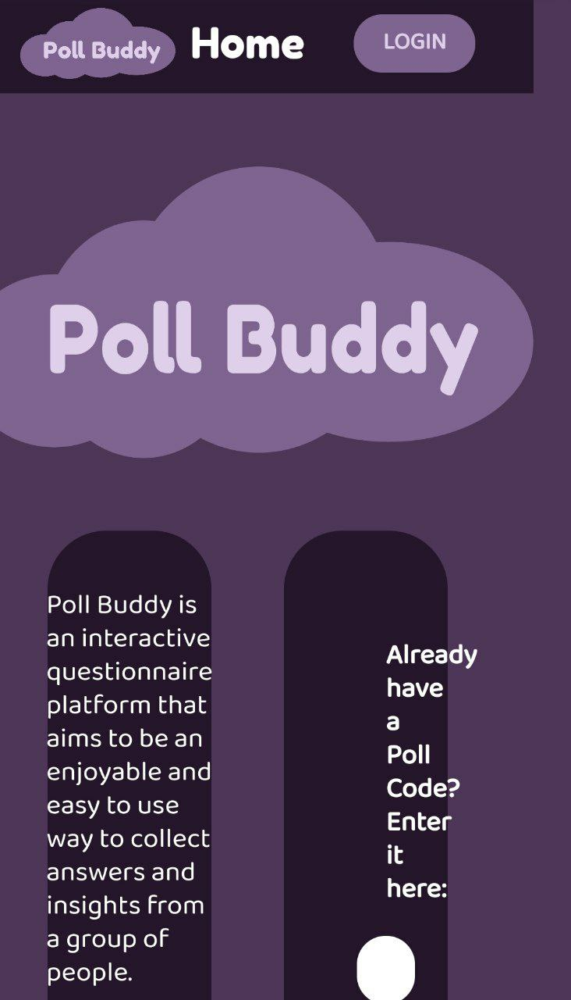 Poll Buddy
Home
LOGIN
Poll Buddy
Poll Buddy is
an interactive
questionnaire
platform that
aims to be an
enjoyable and
easy to use
way to collect
answers and
insights from
a group of
people.
Already
have
a
Poll
Code?
Enter
it
here: